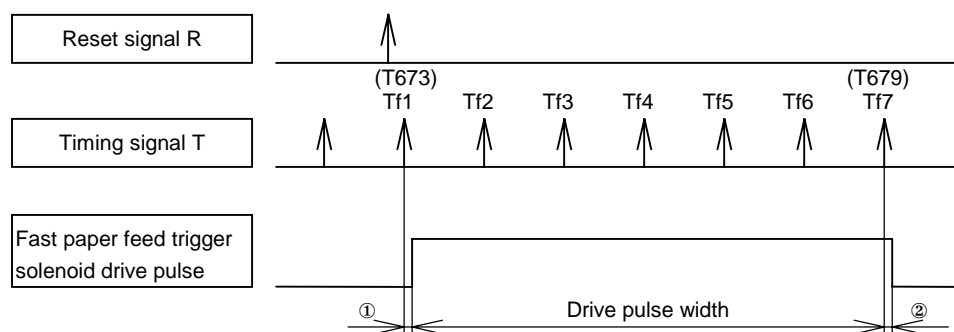 Reset signal R
(T673)
(T679)
Tf1 Tf2 Tf3 Tf4 Tf5 Tf6 Tf7
Timing signal T
Fast paper feed trigger
solenoid drive pulse
① Drive pulse width ②